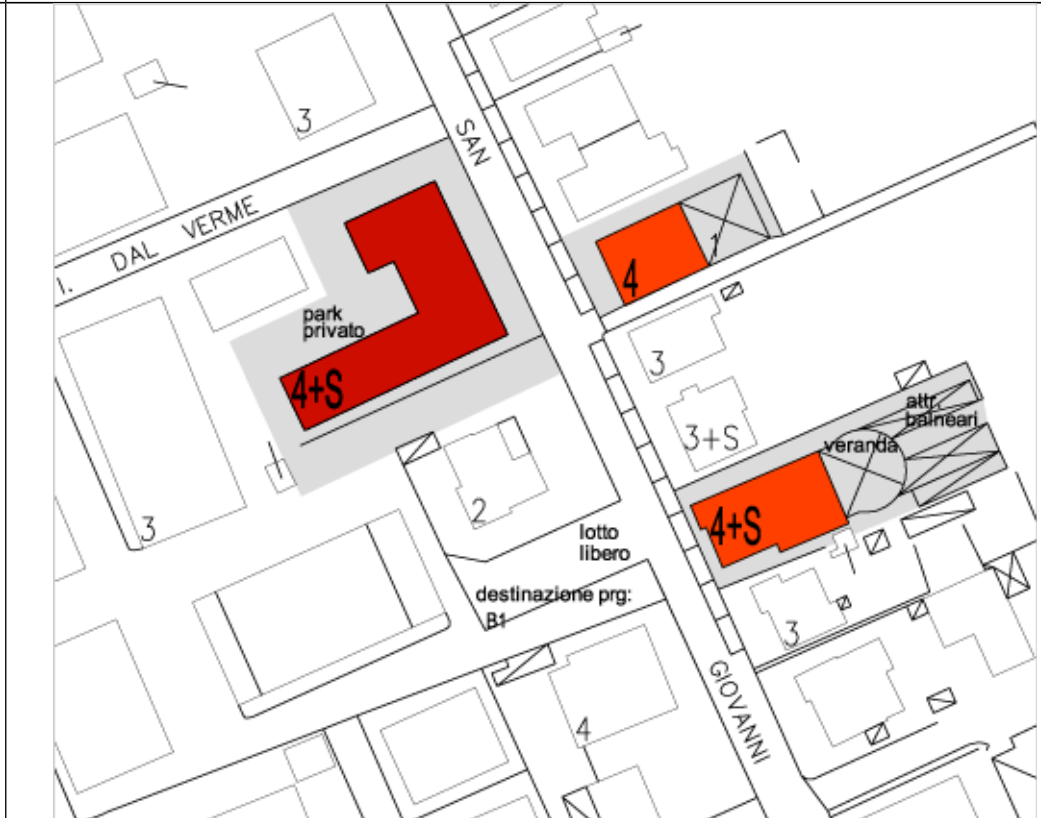 3
SAN
I. DAL VERME
4
1
park
privato
3
4+S
attr.
balneari
3+S
veranda
3
2
4+S
lotto
libero
destinazione prg:
B1
3
4
GIOVANNI